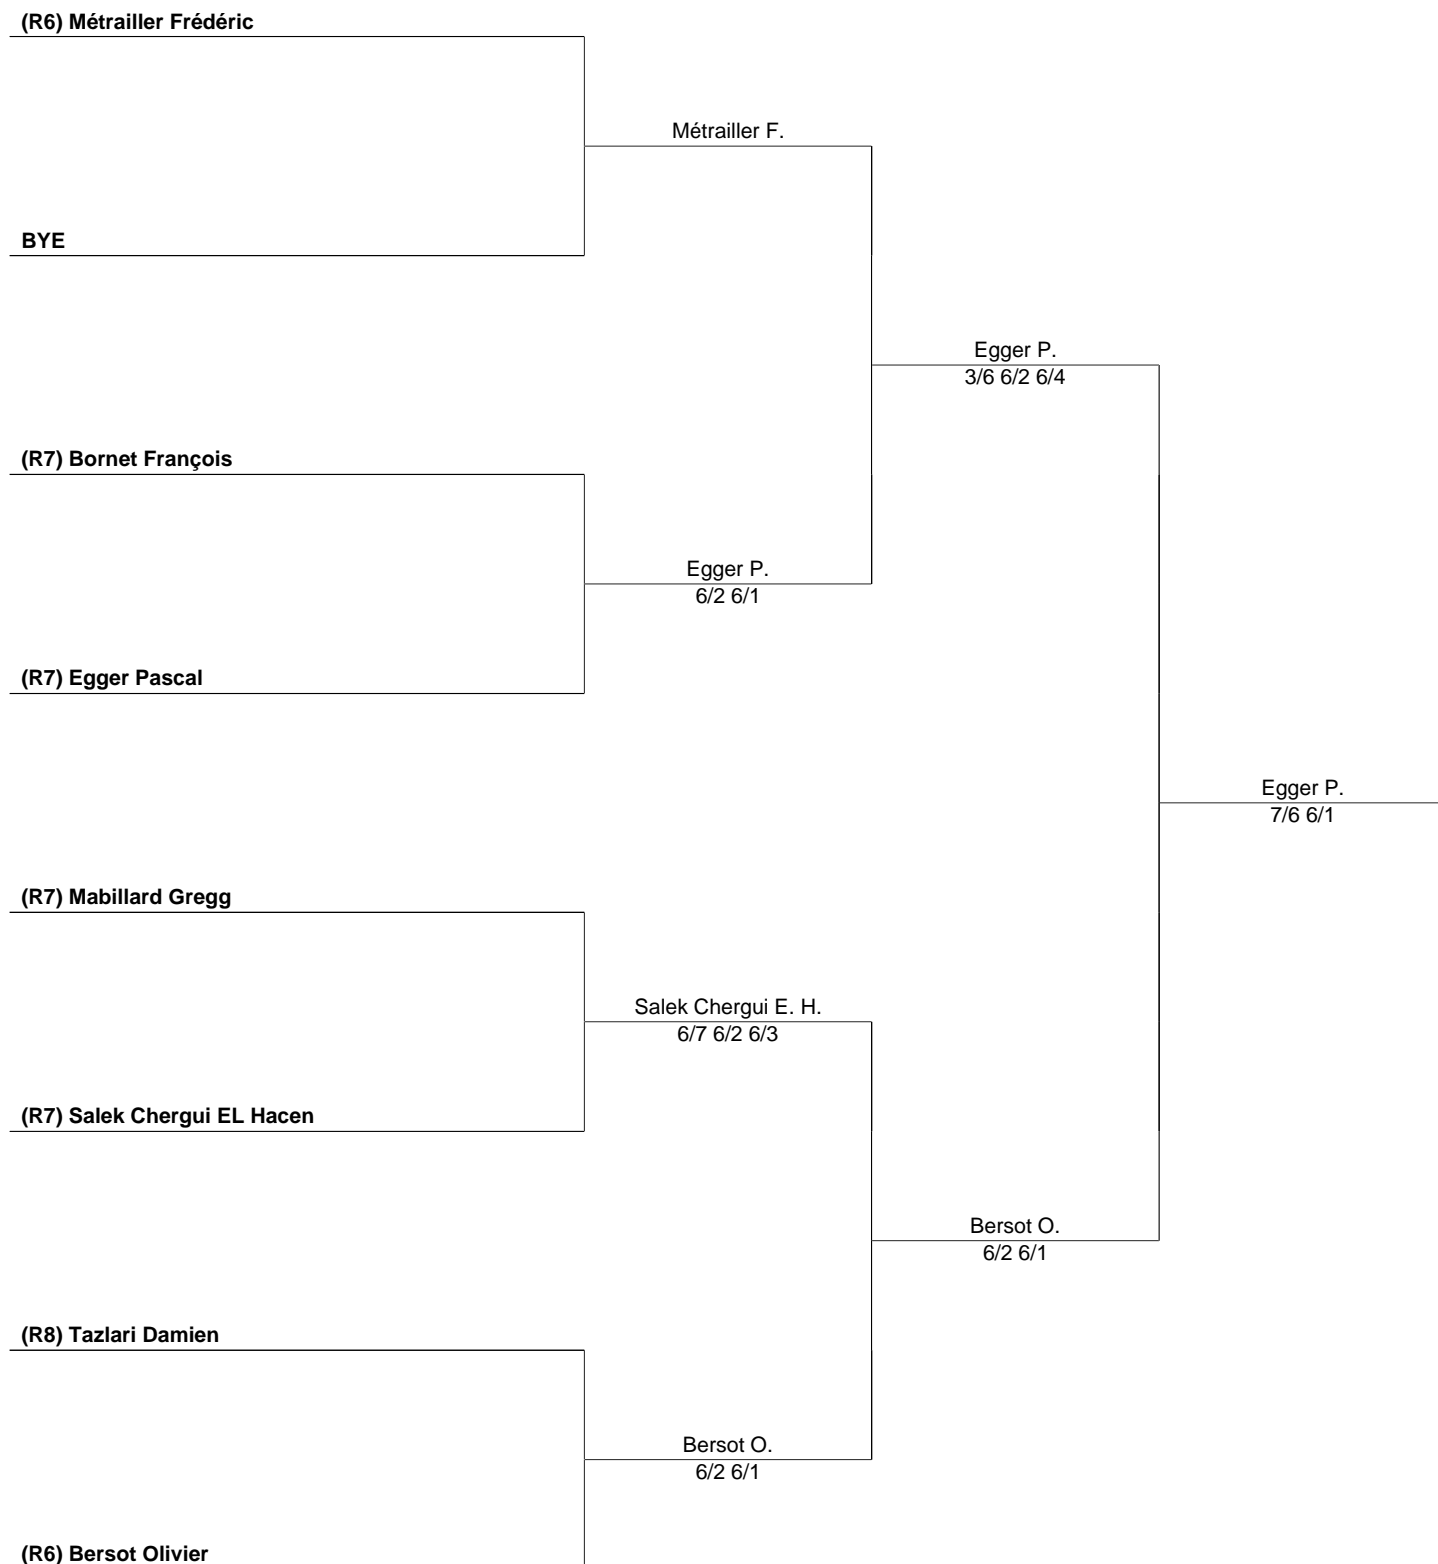 (R6) Métrailler Frédéric
Métrailler F.
BYE
Egger P.
3/6 6/2 6/4
(R7) Bornet François
Egger P.
6/2 6/1
(R7) Egger Pascal
Egger P.
7/6 6/1
(R7) Mabillard Gregg
Salek Chergui E. H.
6/7 6/2 6/3
(R7) Salek Chergui EL Hacen
Bersot O.
6/2 6/1
(R8) Tazlari Damien
Bersot O.
6/2 6/1
(R6) Bersot Olivier